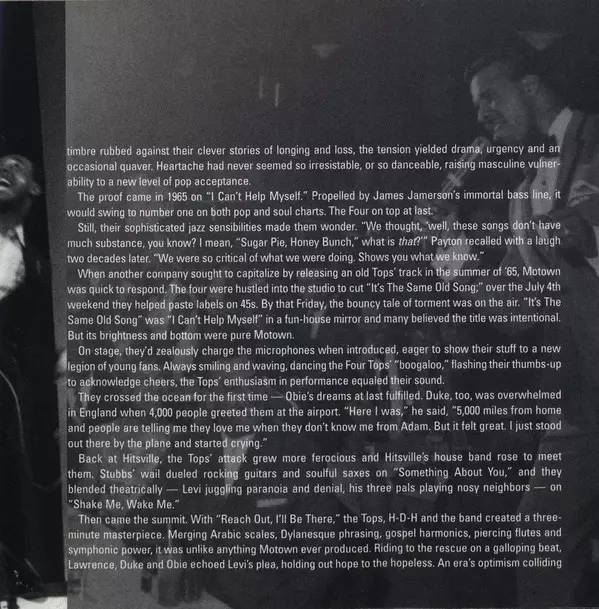 timbre rubbed against their clever stories of longing and loss, the tension yielded drama, urgency and an
occasional quaver. Heartache had never seemed so irresistable, or so danceable, raising masculine vulner-
ability to a new level of pop acceptance.
The proof came in 1965 on “I Can’t Help Myself.” Propelled by James Jamerson’s immortal bass line, it
would swing to number one on both pop and soul charts. The Four on top at last.
Still, their sophisticated jazz sensibilities made them wonder. “We thought, ‘well, these songs don’t have
much substance, you know? I mean, “Sugar Pie, Honey Bunch,” what is that?’” Payton recalled with a laugh
two decades later. “We were so critical of what we were doing. Shows you what we know.”
When another company sought to capitalize by releasing an old Tops’ track in the summer of ’65, Motown
was quick to respond. The four were hustled into the studio to cut “It’s The Same Old Song;” over the July 4th
weekend they helped paste labels on 45s. By that Friday, the bouncy tale of torment was on the air. “It’s The
Same Old Song” was “I Can’t Help Myself” in a fun-house mirror and many believed the title was intentional.
But its brightness and bottom were pure Motown.
On stage, they’d zealously charge the microphones when introduced, eager to show their stuff to a new
legion of young fans. Always smiling and waving, dancing the Four Tops’ “boogaloo,” flashing their thumbs-up
to acknowledge cheers, the Tops’ enthusiasm in performance equaled their sound.
They crossed the ocean for the first time — Obie’s dreams at last fulfilled. Duke, too, was overwhelmed
in England when 4,000 people greeted them at the airport. “Here I was,” he said, “5,000 miles from home
and people are telling me they love me when they don’t know me from Adam. But it felt great. I just stood
out there by the plane and started crying.”
Back at Hitsville, the Tops’ attack grew more ferocious and Hitsville’s house band rose to meet
them. Stubbs’ wail dueled rocking guitars and soulful saxes on “Something About You,” and they
blended theatrically — Levi juggling paranoia and denial, his three pals playing nosy neighbors — on
“Shake Me, Wake Me.”
Then came the summit. With “Reach Out, I’ll Be There,” the Tops, H-D-H and the band created a three-
minute masterpiece. Merging Arabic scales, Dylanesque phrasing, gospel harmonics, piercing flutes and
symphonic power, it was unlike anything Motown ever produced. Riding to the rescue on a galloping beat,
Lawrence, Duke and Obie echoed Levi’s plea, holding out hope to the hopeless. An era’s optimism colliding